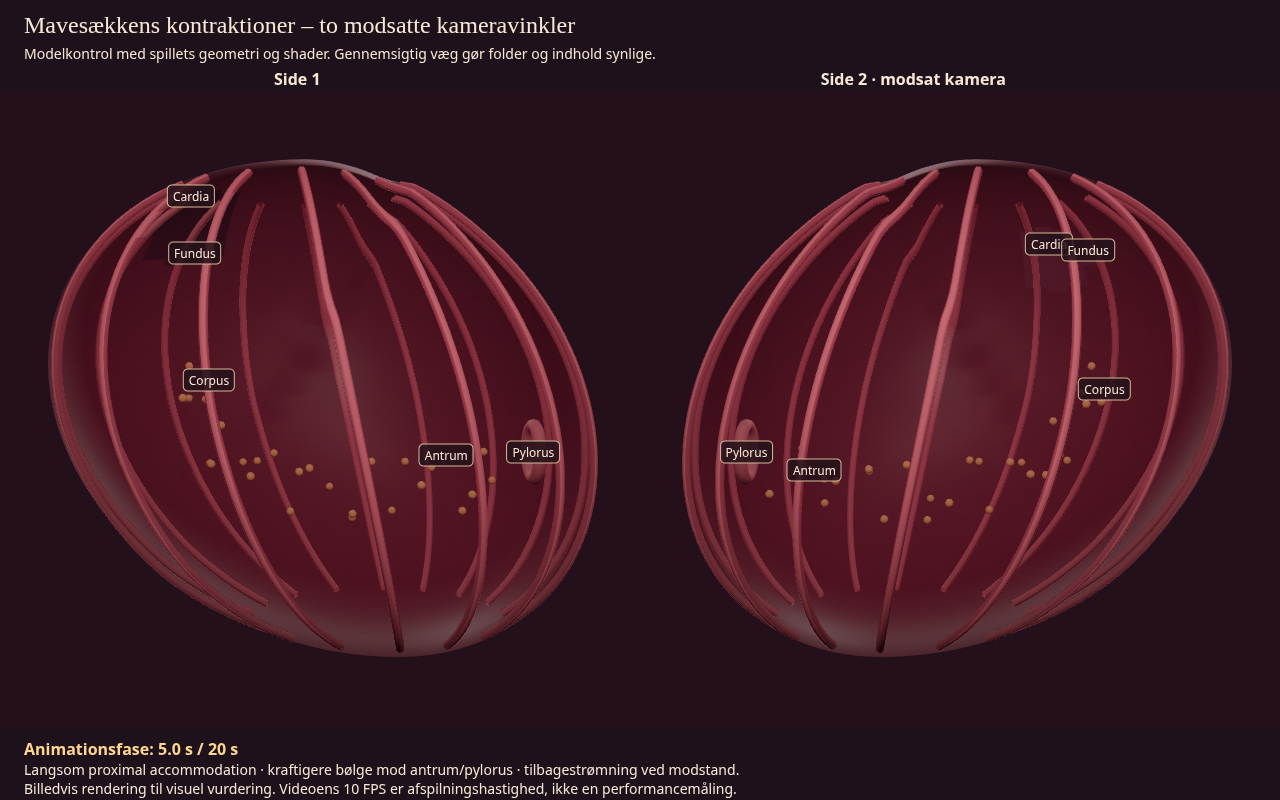 Mavesækkens kontraktioner – to modsatte kameravinkler
Modelkontrol med spillets geometri og shader. Gennemsigtig væg gør folder og indhold synlige.
Side 1
Side 2 · modsat kamera
Cardia
Fundus
Corpus
Antrum
Pylorus
Cardi
Fundus
Corpus
Pylorus
Antrum
Animationsfase: 5.0 s / 20 s
Langsom proximal accommodation · kraftigere bølge mod antrum/pylorus · tilbagestrømning ved modstand.
Billedvis rendering til visuel vurdering. Videoens 10 FPS er afspilningshastighed, ikke en performancemåling.